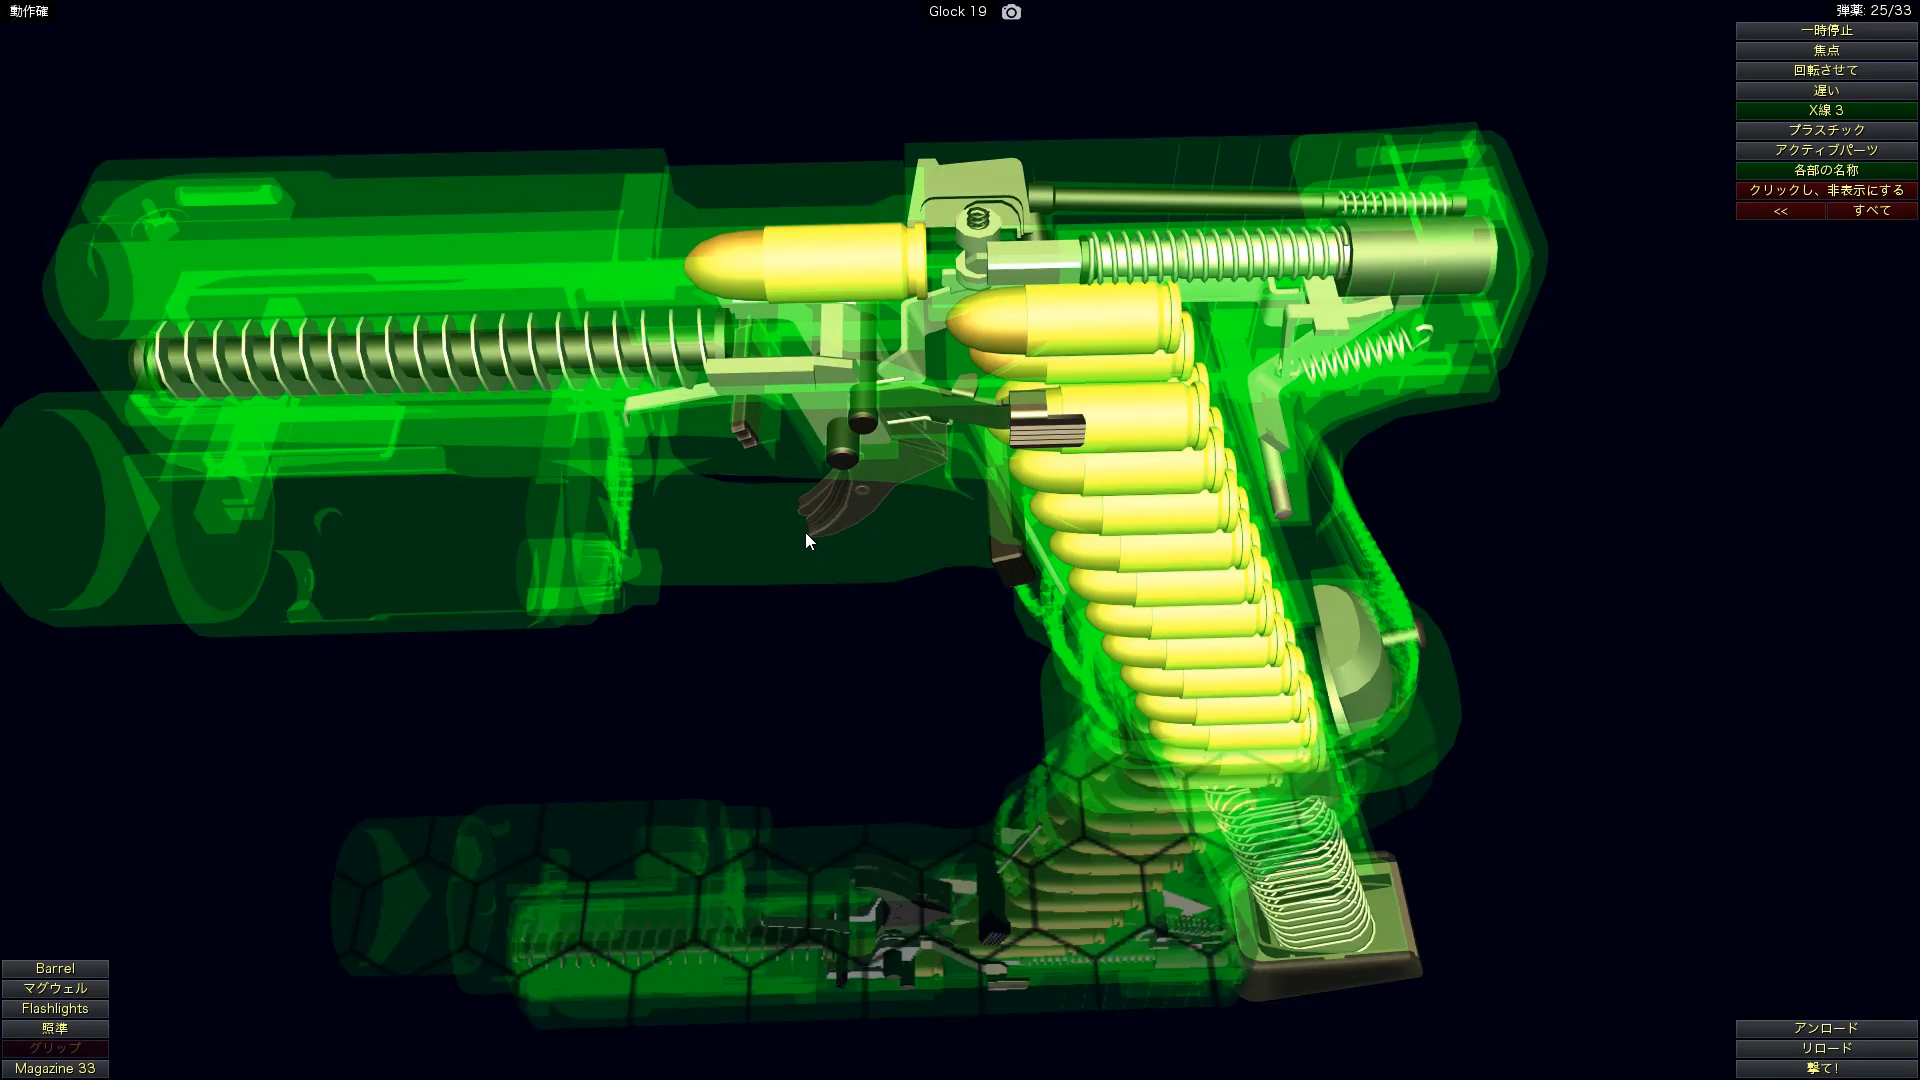 動作確
Glock 19
弾薬: 25/33
一時停止
焦点
回転させて
遅い
X線 3
プラスチック
アクティブパーツ
各部の名称
クリックし、非表示にする
<< すべて
Barrel
マグウェル
Flashlights
照準
グリップ
Magazine 33
アンロード
リロード
撃て!